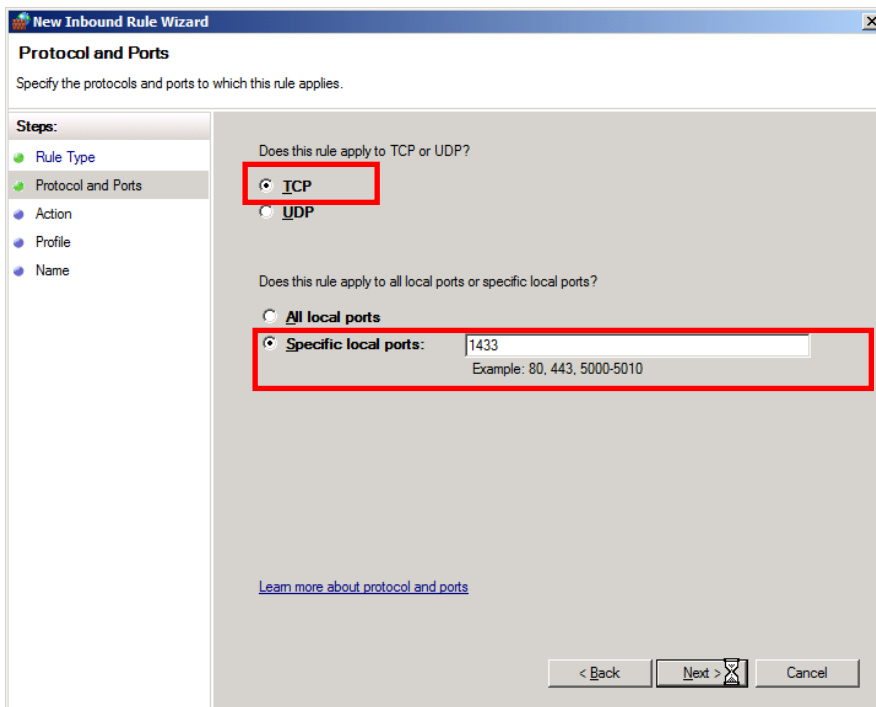 New Inbound Rule Wizard
Protocol and Ports
Specify the protocols and ports to which this rule applies.
Steps:
Rule Type
Protocol and Ports
Action
Profile
Name
Does this rule apply to TCP or UDP?
TCP
UDP
Does this rule apply to all local ports or specific local ports?
All local ports
Specific local ports: 1433
Example: 80, 443, 5000-5010
Learn more about protocol and ports
< Back Next > Cancel